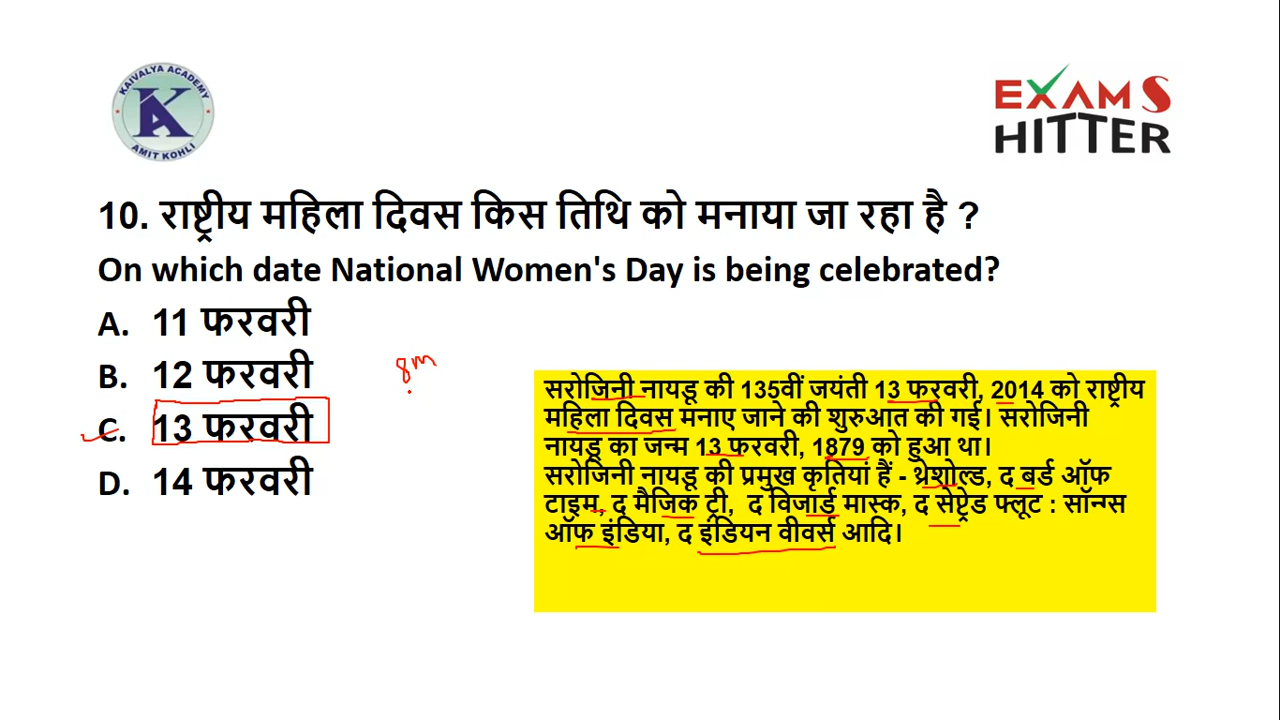 KAIVALYA ACADEMY
KA
AMIT KOHLI
EXAMS
HITTER
10. राष्ट्रीय महिला दिवस किस तिथि को मनाया जा रहा है ?
On which date National Women's Day is being celebrated?
A. 11 फरवरी
B. 12 फरवरी
8m
C. 13 फरवरी
D. 14 फरवरी
सरोजिनी नायडू की 135वीं जयंती 13 फरवरी, 2014 को राष्ट्रीय
महिला दिवस मनाए जाने की शुरुआत की गई। सरोजिनी
नायडू का जन्म 13 फरवरी, 1879 को हुआ था।
सरोजिनी नायडू की प्रमुख कृतियां हैं - थ्रेशोल्ड, द बर्ड ऑफ
टाइम, द मैजिक ट्री, द विजार्ड मास्क, द सेप्ट्रेड फ्लूट : सॉन्ग्स
ऑफ इंडिया, द इंडियन वीवर्स आदि।